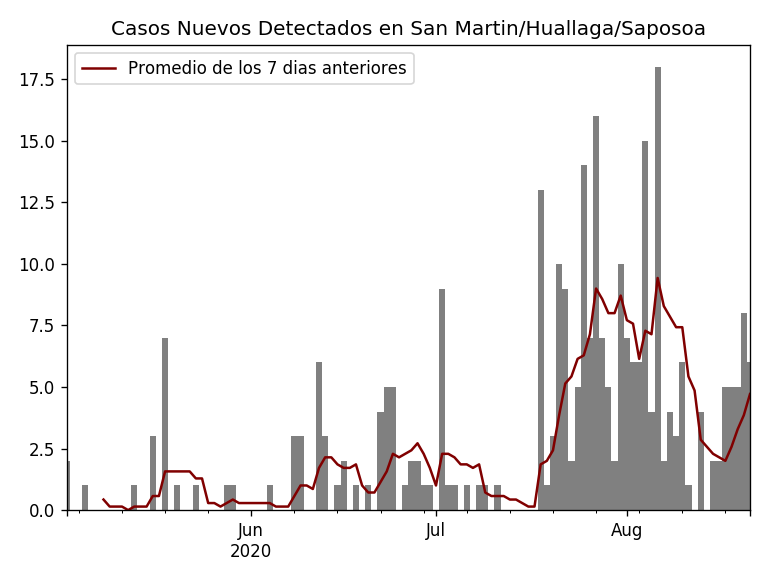 Casos Nuevos Detectados en San Martin/Huallaga/Saposoa
Promedio de los 7 dias anteriores
17.5
15.0
12.5
10.0
7.5
5.0
2.5
0.0
Jun
2020
Jul
Aug